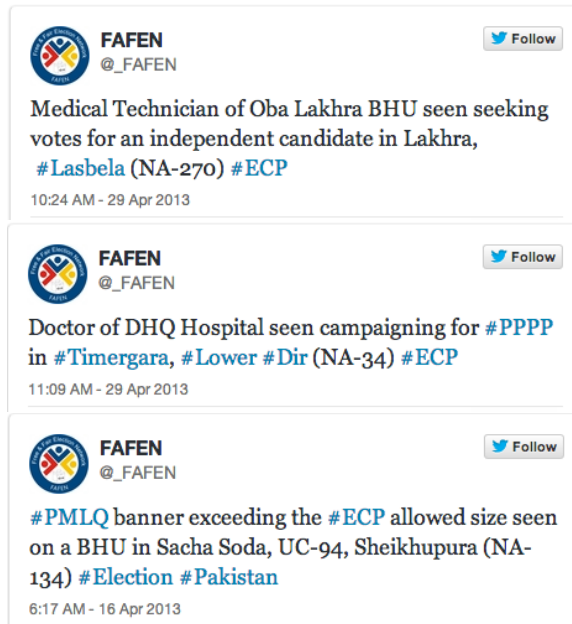 FAFEN
@_FAFEN
Follow
Medical Technician of Oba Lakhra BHU seen seeking
votes for an independent candidate in Lakhra,
#Lasbela (NA-270) #ECP
10:24 AM - 29 Apr 2013
FAFEN
@_FAFEN
Follow
Doctor of DHQ Hospital seen campaigning for #PPPP
in #Timergara, #Lower #Dir (NA-34) #ECP
11:09 AM - 29 Apr 2013
FAFEN
@_FAFEN
Follow
#PMLQ banner exceeding the #ECP allowed size seen
on a BHU in Sacha Soda, UC-94, Sheikhupura (NA-
134) #Election #Pakistan
6:17 AM - 16 Apr 2013